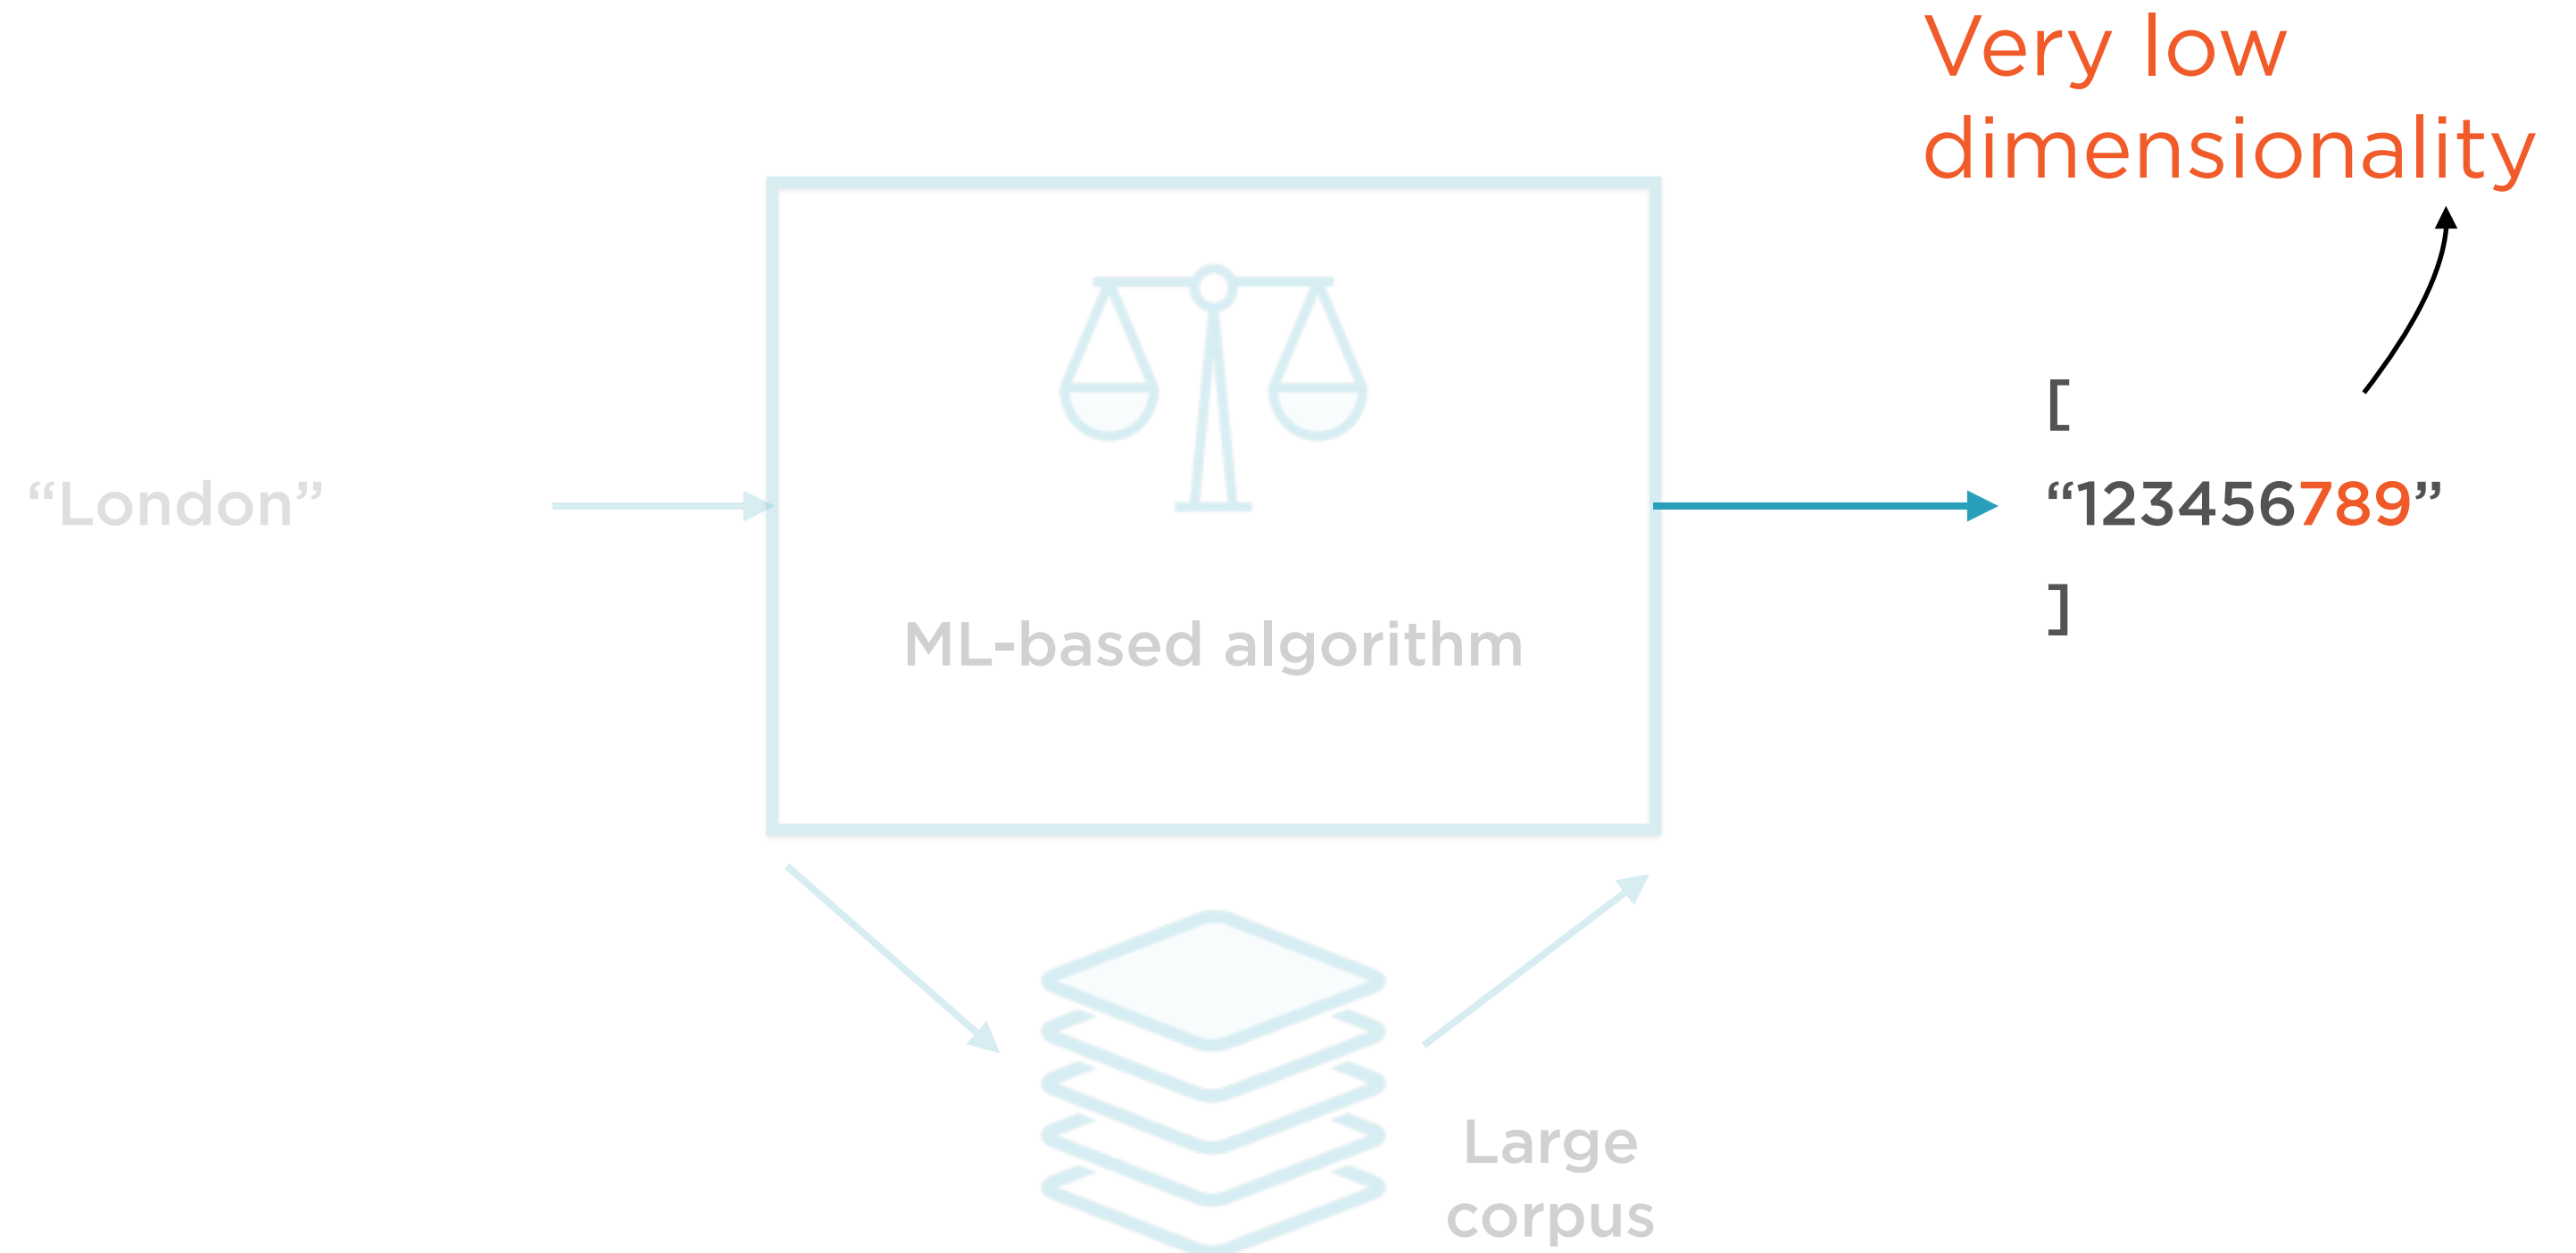 Very low
dimensionality
“London”
[
“123456789”
]
ML-based algorithm
Large
corpus